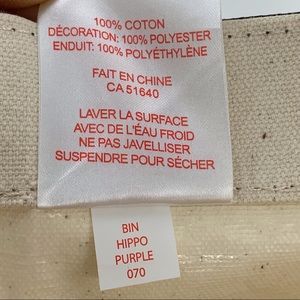 100% COTON
DÉCORATION: 100% POLYESTER
ENDUIT: 100% POLYÉTHYLÈNE
FAIT EN CHINE
CA 51640
LAVER LA SURFACE
AVEC DE L'ÉAU FROID
NE PAS JAVELLISER
SUSPENDRE POUR SÉCHER
BIN
HIPPO
PURPLE
070